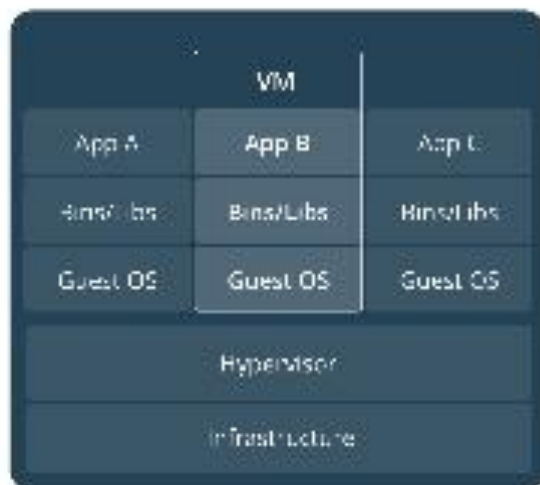 VM
App A App B App C
Bins/Libs Bins/Libs Bins/Libs
Guest OS Guest OS Guest OS
Hypervisor
Infrastructure